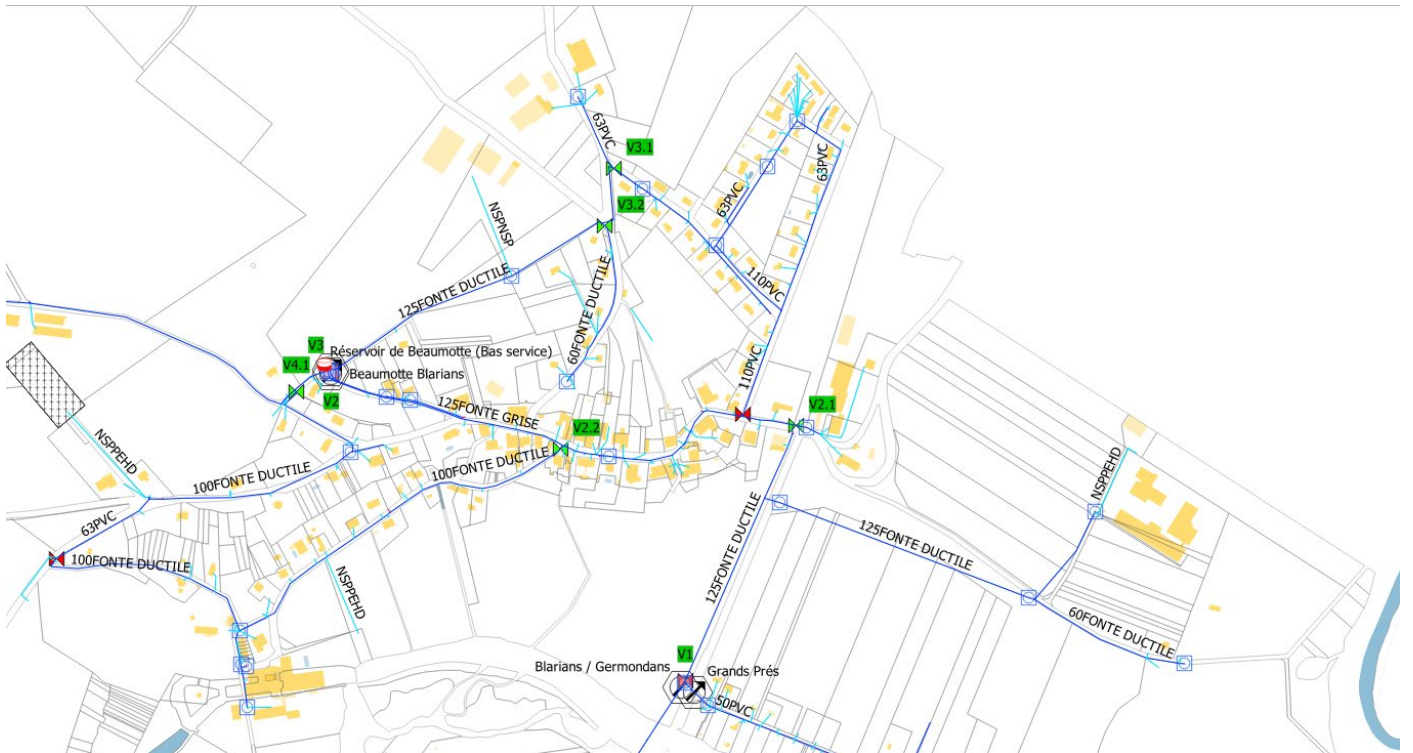 63PVC
V3.1
63PVC
V3.2
NSPNSP
63PVC
125FONTE DUCTILE
60FONTE DUCTILE
110PVC
V3
Réservoir de Beaumotte (Bas service)
V4.1
Beaumotte Blarians
V2
110PVC
125FONTE GRISE
V2.1
V2.2
NSPPEHD
100FONTE DUCTILE
100FONTE DUCTILE
NSPPEHD
63PVC
125FONTE DUCTILE
125FONTE DUCTILE
100FONTE DUCTILE
NSPPEHD
60FONTE DUCTILE
V1
Blarians / Germondans
Grands Prés
50PVC